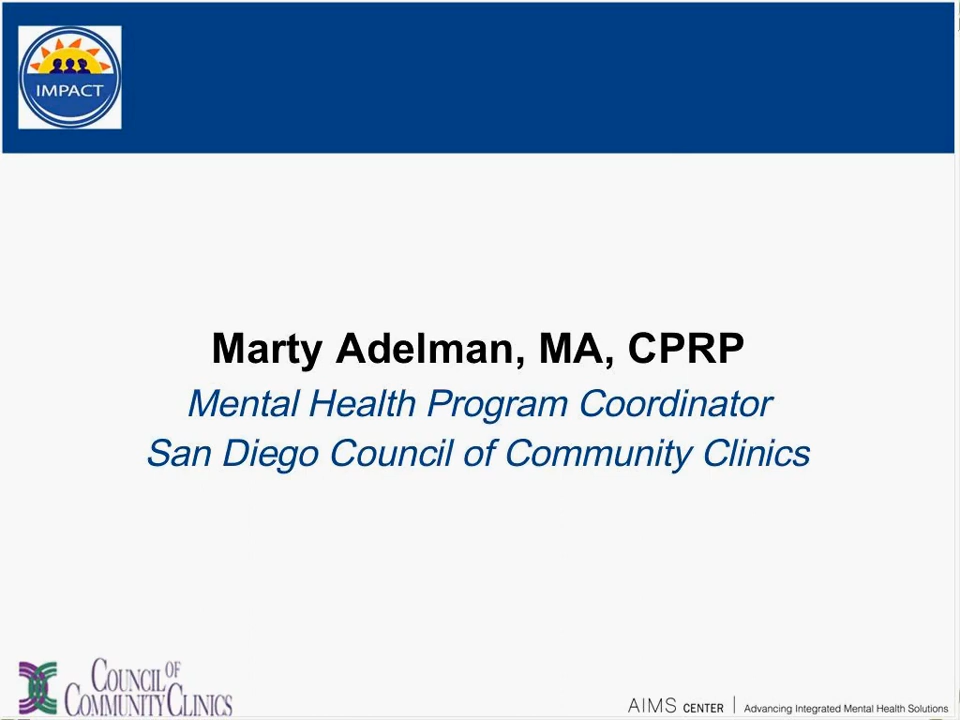 IMPACT
Marty Adelman, MA, CPRP
Mental Health Program Coordinator
San Diego Council of Community Clinics
COUNCIL OF
COMMUNITY CLINICS
AIMS CENTER | Advancing Integrated Mental Health Solutions